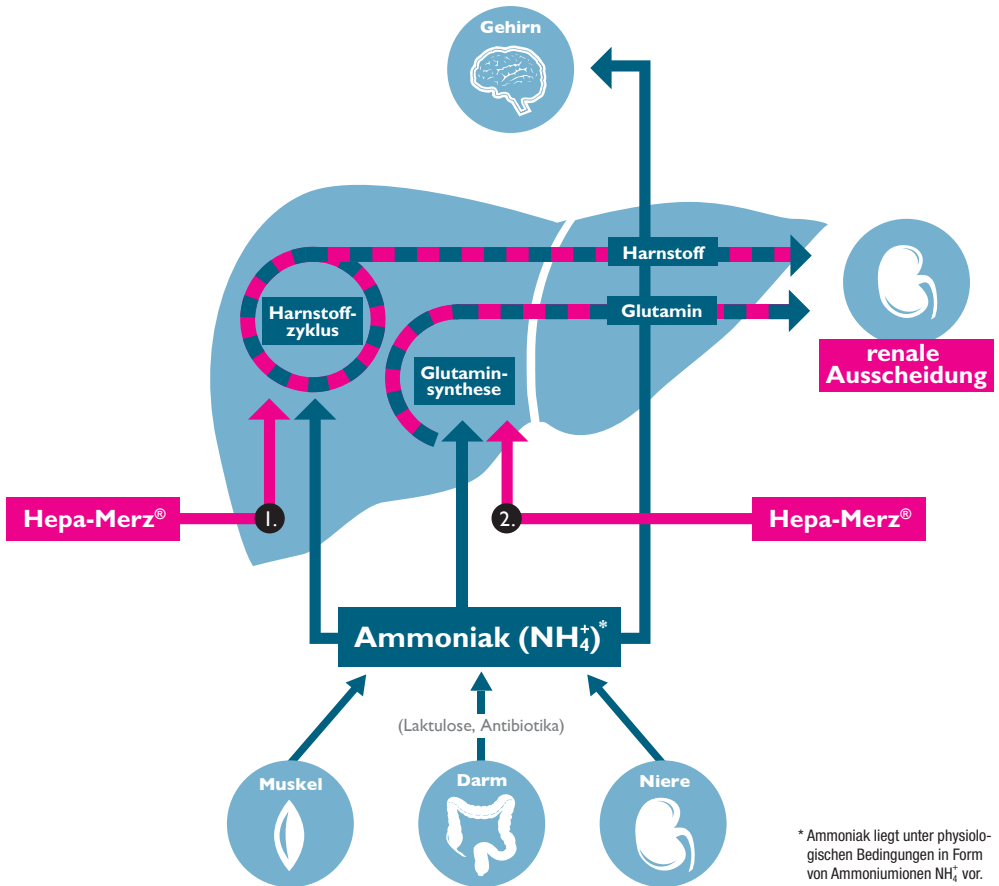 Gehirn
Harnstoff
Harnstoff-
zyklus
Glutamin
Glutamin-
synthese
renale
Ausscheidung
Hepa-Merz®
1.
2.
Hepa-Merz®
Ammoniak (NH₄⁺)*
(Laktulose, Antibiotika)
Muskel
Darm
Niere
* Ammoniak liegt unter physiolo-
gischen Bedingungen in Form
von Ammoniumionen NH₄⁺ vor.